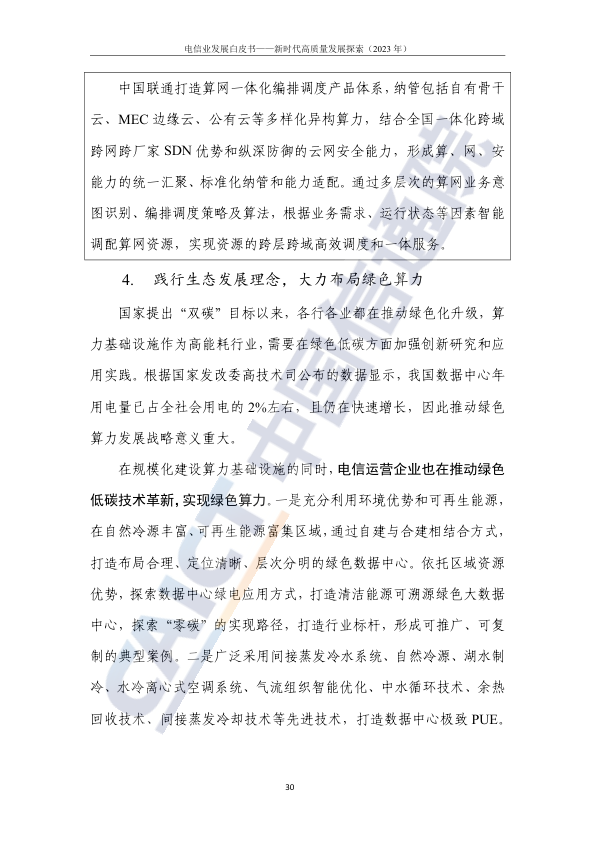 电信业发展白皮书——新时代高质量发展探索（2023 年）
中国联通打造算网一体化编排调度产品体系，纳管包括自有骨干
云、MEC 边缘云、公有云等多样化异构算力，结合全国一体化跨域
跨网跨厂家 SDN 优势和纵深防御的云网安全能力，形成算、网、安
能力的统一汇聚、标准化纳管和能力适配。通过多层次的算网业务意
图识别、编排调度策略及算法，根据业务需求、运行状态等因素智能
调配算网资源，实现资源的跨层跨域高效调度和一体服务。
4. 践行生态发展理念，大力布局绿色算力
国家提出“双碳”目标以来，各行各业都在推动绿色化升级，算
力基础设施作为高能耗行业，需要在绿色低碳方面加强创新研究和应
用实践。根据国家发改委高技术司公布的数据显示，我国数据中心年
用电量已占全社会用电的 2%左右，且仍在快速增长，因此推动绿色
算力发展战略意义重大。
在规模化建设算力基础设施的同时，电信运营企业也在推动绿色
低碳技术革新，实现绿色算力。一是充分利用环境优势和可再生能源，
在自然冷源丰富、可再生能源富集区域，通过自建与合建相结合方式，
打造布局合理、定位清晰、层次分明的绿色数据中心。依托区域资源
优势，探索数据中心绿电应用方式，打造清洁能源可溯源绿色大数据
中心，探索“零碳”的实现路径，打造行业标杆，形成可推广、可复
制的典型案例。二是广泛采用间接蒸发冷水系统、自然冷源、湖水制
冷、水冷离心式空调系统、气流组织智能优化、中水循环技术、余热
回收技术、间接蒸发冷却技术等先进技术，打造数据中心极致 PUE。
30
CAICT 中国信通院